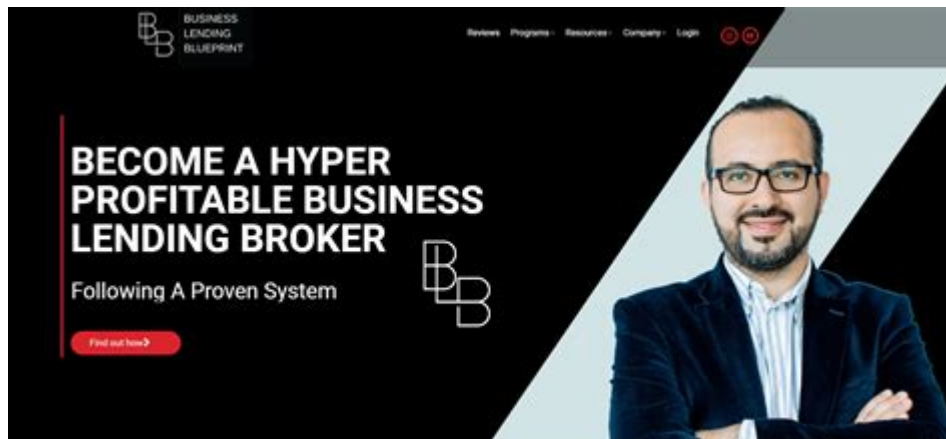 BUSINESS
LENDING
BLUEPRINT
Reviews Programs Resources Company Login
BECOME A HYPER
PROFITABLE BUSINESS
LENDING BROKER
Following A Proven System
Find out how